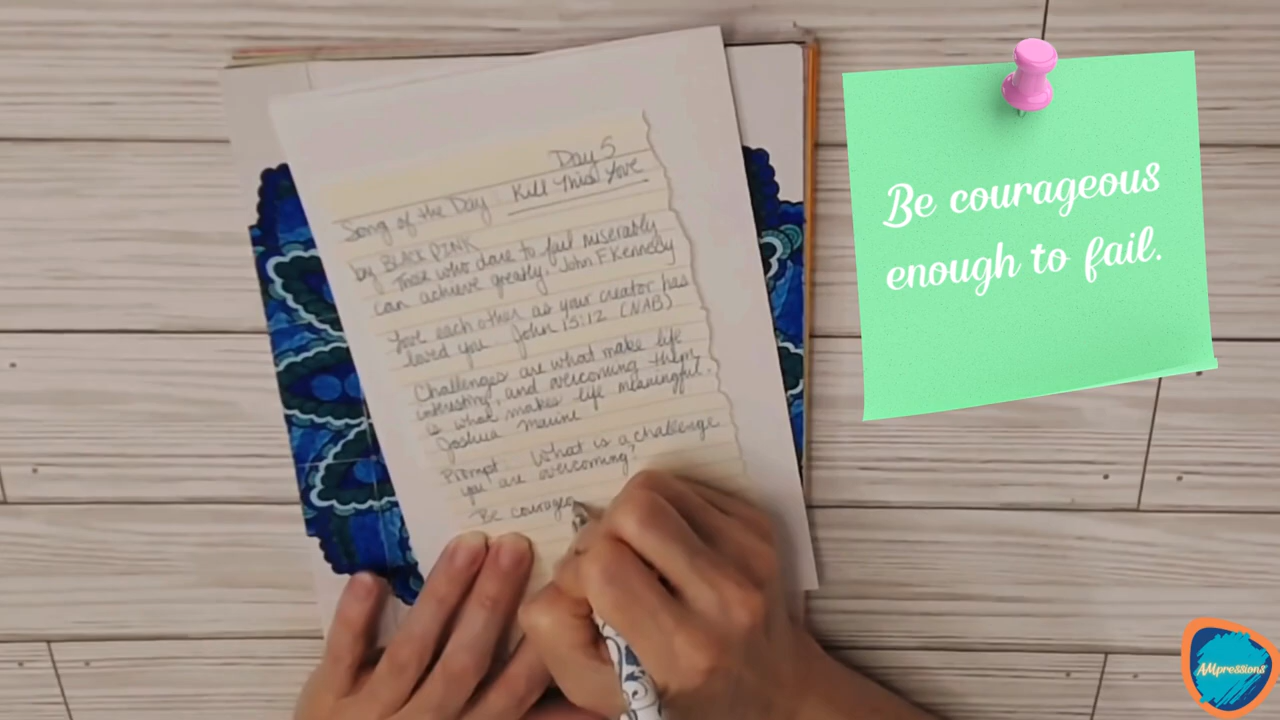 Day 5
Song of the Day: Kill This Love
by BLACKPINK
Those who dare to fail miserably
can achieve greatly. John F Kennedy
Love each other as your creator has
loved you. John 15:12 (NAB)
Challenges are what make life
interesting, and overcoming them
is what makes life meaningful.
Joshua Marine
Prompt: What is a challenge
you are overcoming?
Be courageo
Be courageous
enough to fail.
AMpressions